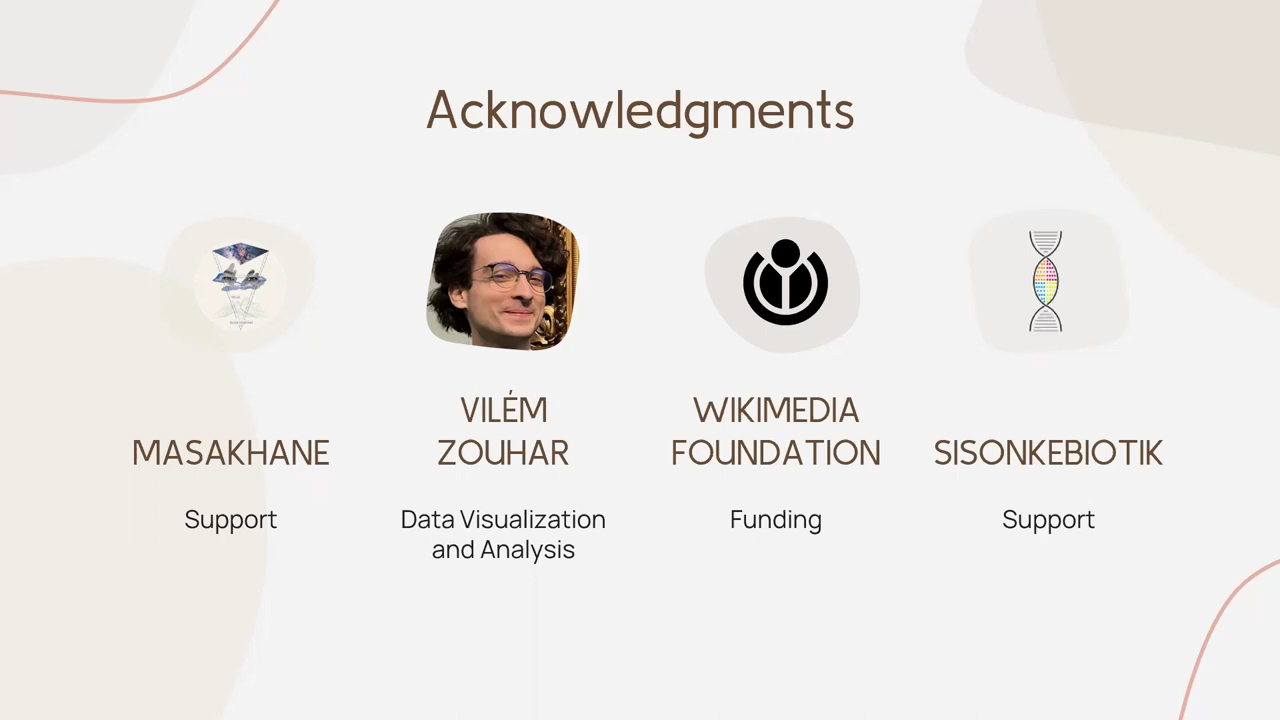 Acknowledgments
MASAKHANE
Support
VILÉM
ZOUHAR
Data Visualization
and Analysis
WIKIMEDIA
FOUNDATION
Funding
SISONKEBIOTIK
Support